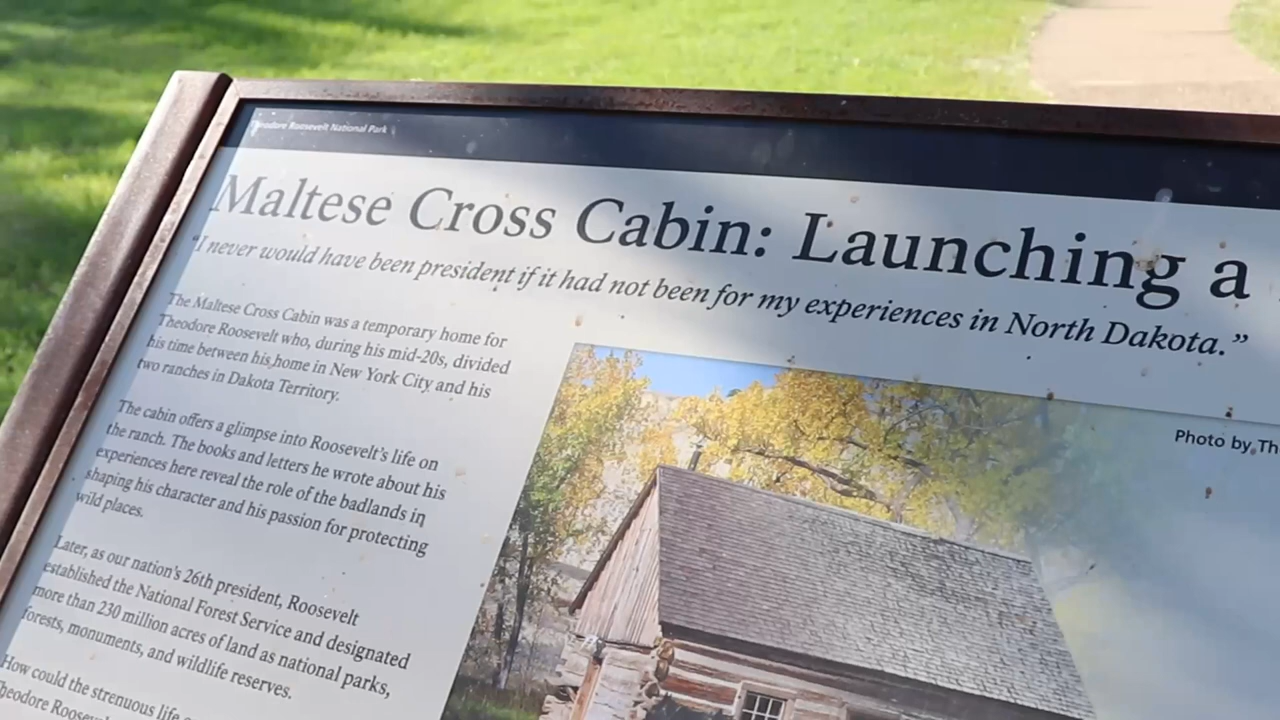 Theodore Roosevelt National Park
Maltese Cross Cabin: Launching a
“I never would have been president if it had not been for my experiences in North Dakota.”
The Maltese Cross Cabin was a temporary home for
Theodore Roosevelt who, during his mid-20s, divided
his time between his home in New York City and his
two ranches in Dakota Territory.
The cabin offers a glimpse into Roosevelt’s life on
the ranch. The books and letters he wrote about his
experiences here reveal the role of the badlands in
shaping his character and his passion for protecting
wild places.
Later, as our nation’s 26th president, Roosevelt
established the National Forest Service and designated
more than 230 million acres of land as national parks,
forests, monuments, and wildlife reserves.
How could the strenuous life
Theodore
Photo by